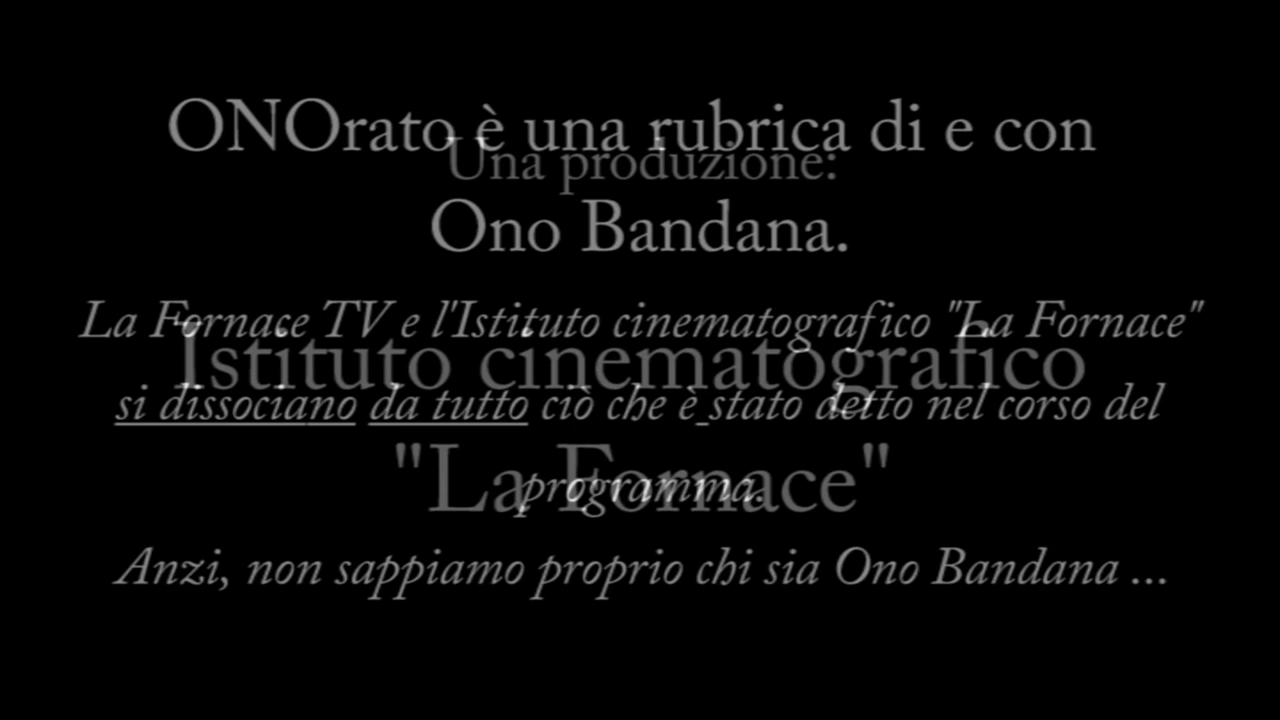 ONOrato è una rubrica di e con
Una produzione:
Ono Bandana.
La Fornace TV e l'Istituto cinematografico "La Fornace"
Istituto cinematografico
si dissociano da tutto ciò che è stato detto nel corso del
"La Fornace"
programma.
Anzi, non sappiamo proprio chi sia Ono Bandana ...